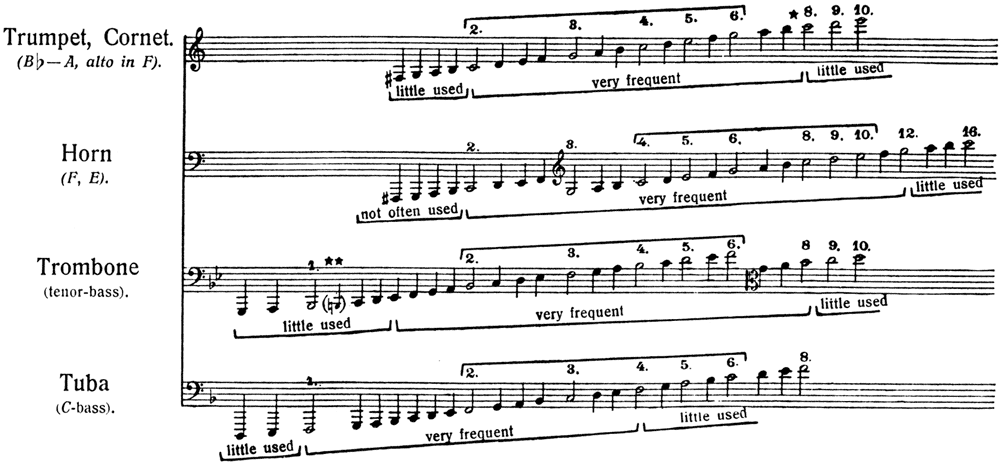 2. 3. 4. 5. 6. ★ 8. 9. 10.
Trumpet, Cornet.
(B♭—A, alto in F).
little used very frequent little used
2. 3. 4. 5. 6. 8. 9. 10. 12. 16.
Horn
(F, E).
not often used very frequent little used
1. ★★ 2. 3. 4. 5. 6. 8 9. 10.
Trombone
(tenor-bass).
little used very frequent little used
1. 2. 3. 4. 5. 6. 8.
Tuba
(C-bass).
little used very frequent little used